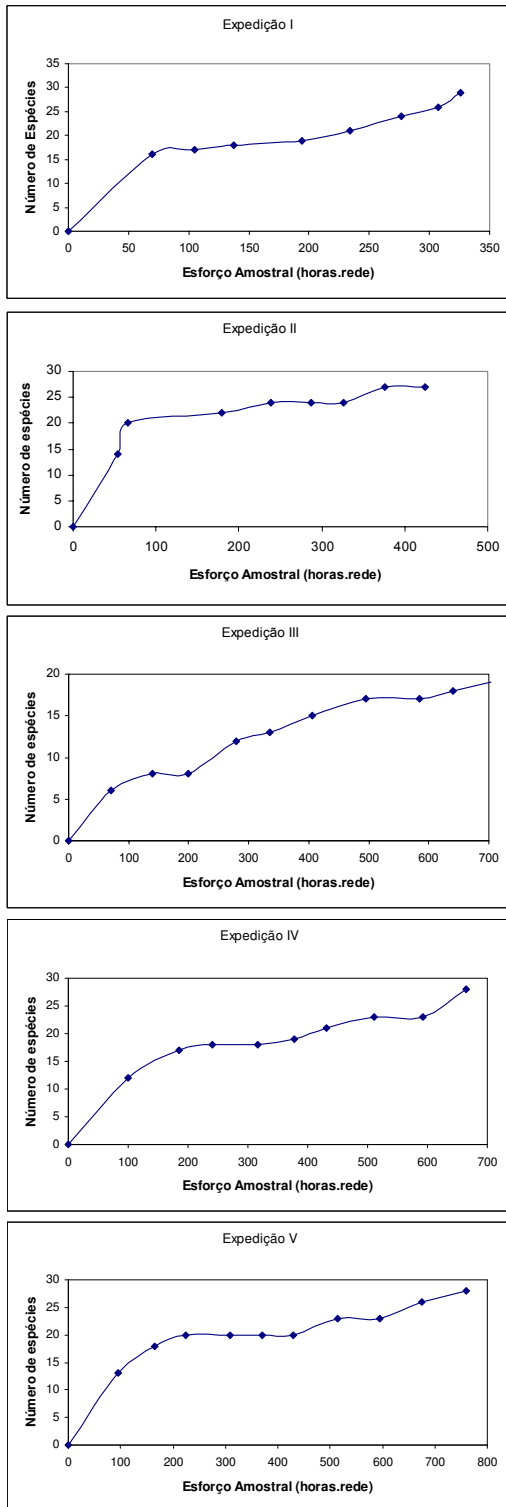 Expedição I
Número de Espécies
35
30
25
20
15
10
5
0
0 50 100 150 200 250 300 350
Esforço Amostral (horas.rede)
Expedição II
Número de espécies
30
25
20
15
10
5
0
0 100 200 300 400 500
Esforço Amostral (horas.rede)
Expedição III
Número de espécies
20
15
10
5
0
0 100 200 300 400 500 600 700
Esforço Amostral (horas.rede)
Expedição IV
Número de espécies
30
25
20
15
10
5
0
0 100 200 300 400 500 600 700
Esforço Amostral (horas.rede)
Expedição V
Número de espécies
30
25
20
15
10
5
0
0 100 200 300 400 500 600 700 800
Esforço Amostral (horas.rede)